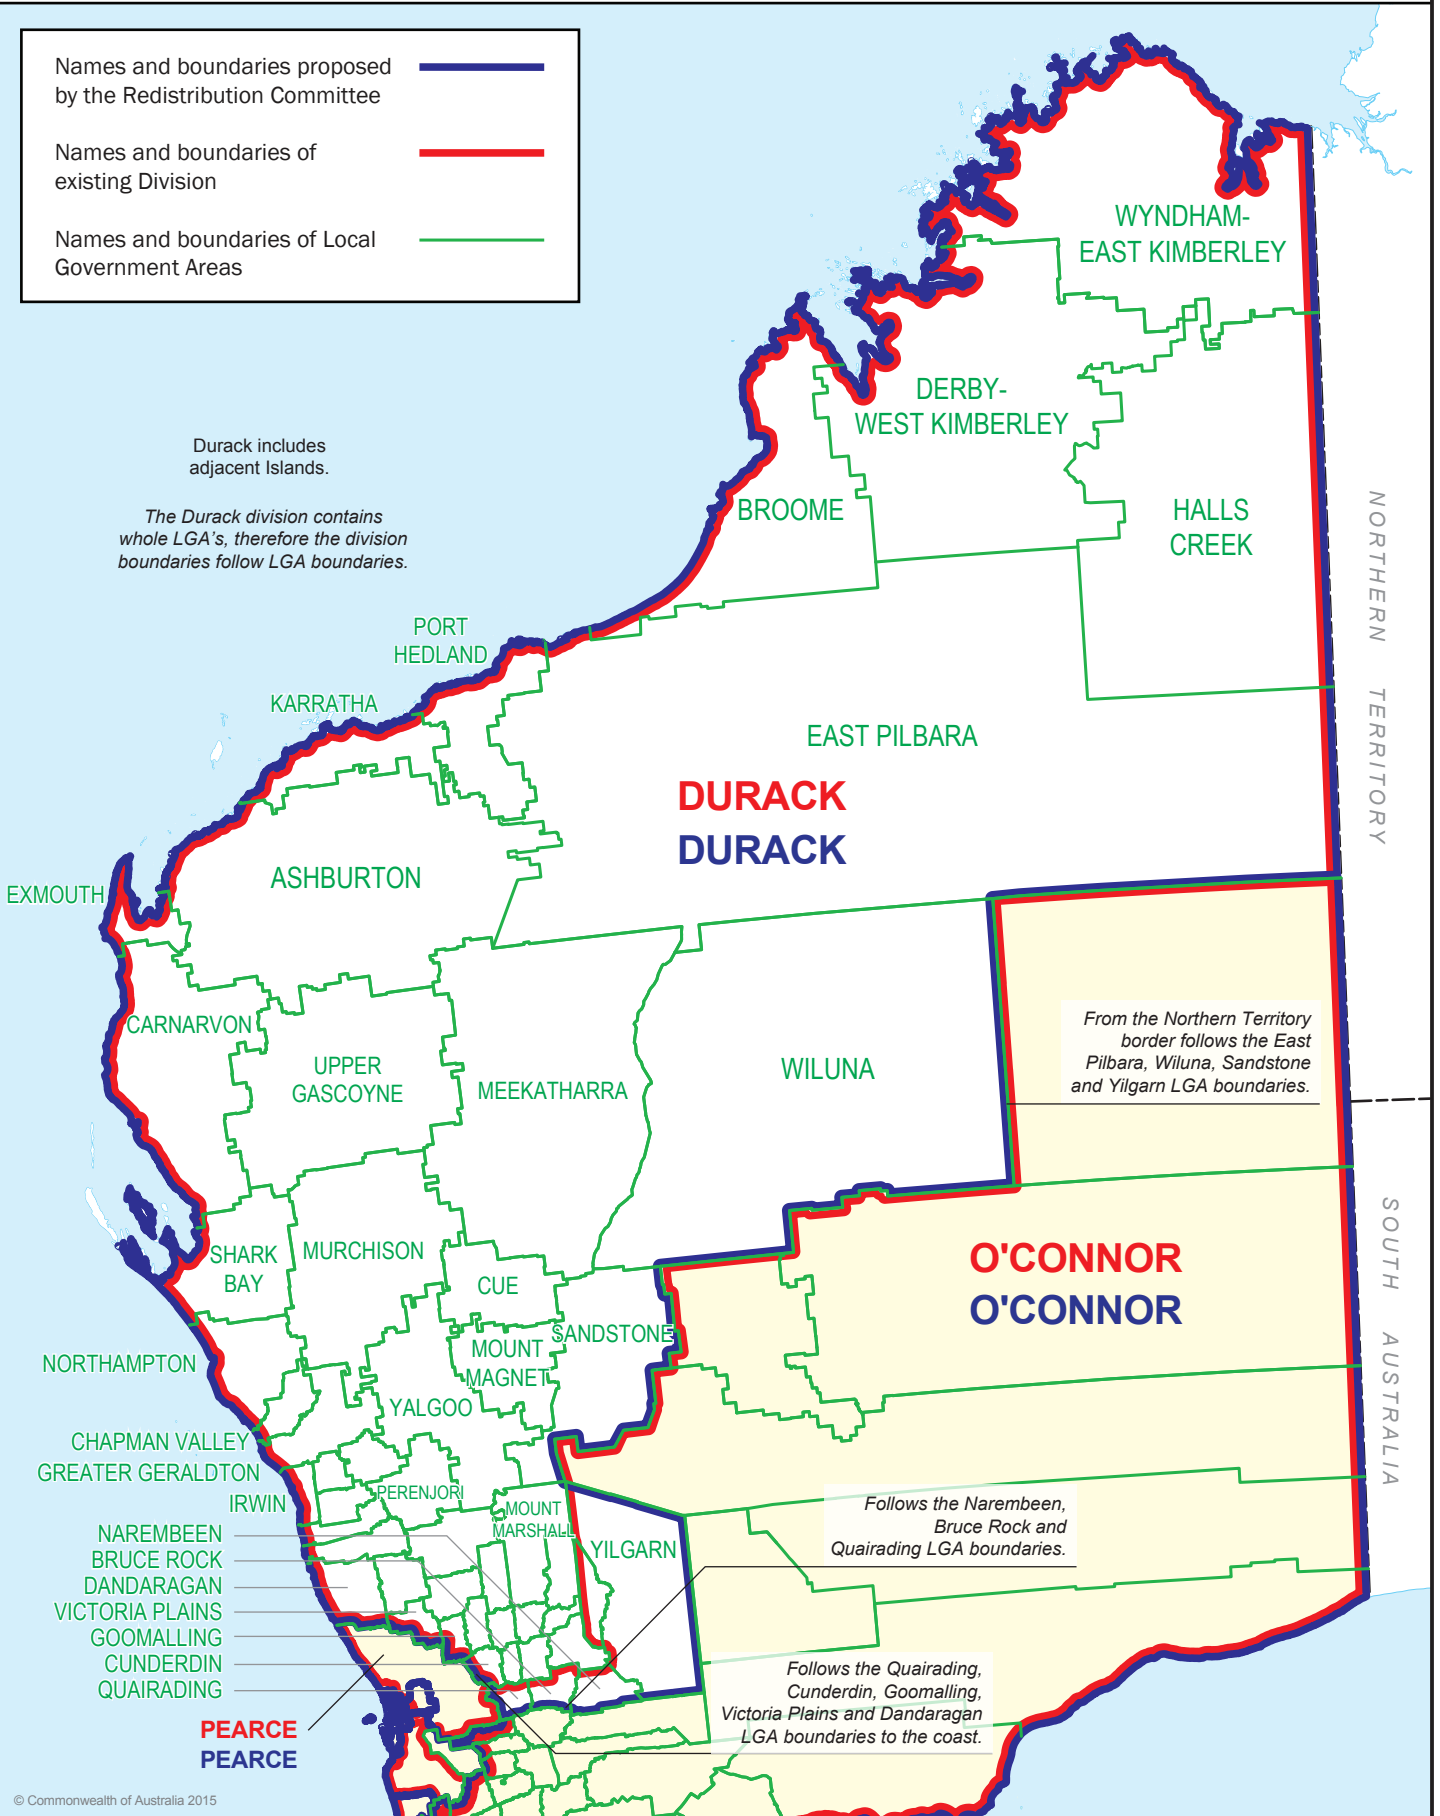 Names and boundaries proposed
by the Redistribution Committee
Names and boundaries of
existing Division
Names and boundaries of Local
Government Areas
Durack includes
adjacent Islands.
The Durack division contains
whole LGA's, therefore the division
boundaries follow LGA boundaries.
WYNDHAM-
EAST KIMBERLEY
DERBY-
WEST KIMBERLEY
BROOME
HALLS
CREEK
NORTHERN TERRITORY
PORT
HEDLAND
KARRATHA
EAST PILBARA
DURACK
DURACK
ASHBURTON
EXMOUTH
CARNARVON
UPPER
GASCOYNE
MEEKATHARRA
WILUNA
From the Northern Territory
border follows the East
Pilbara, Wiluna, Sandstone
and Yilgarn LGA boundaries.
SHARK
BAY
MURCHISON
CUE
SANDSTONE
O'CONNOR
O'CONNOR
SOUTH AUSTRALIA
MOUNT
MAGNET
NORTHAMPTON
YALGOO
CHAPMAN VALLEY
GREATER GERALDTON
IRWIN
PERENJORI
MOUNT
MARSHALL
YILGARN
Follows the Narembeen,
Bruce Rock and
Quairading LGA boundaries.
NAREMBEEN
BRUCE ROCK
DANDARAGAN
VICTORIA PLAINS
GOOMALLING
CUNDERDIN
QUAIRADING
Follows the Quairading,
Cunderdin, Goomalling,
Victoria Plains and Dandaragan
LGA boundaries to the coast.
PEARCE
PEARCE
© Commonwealth of Australia 2015